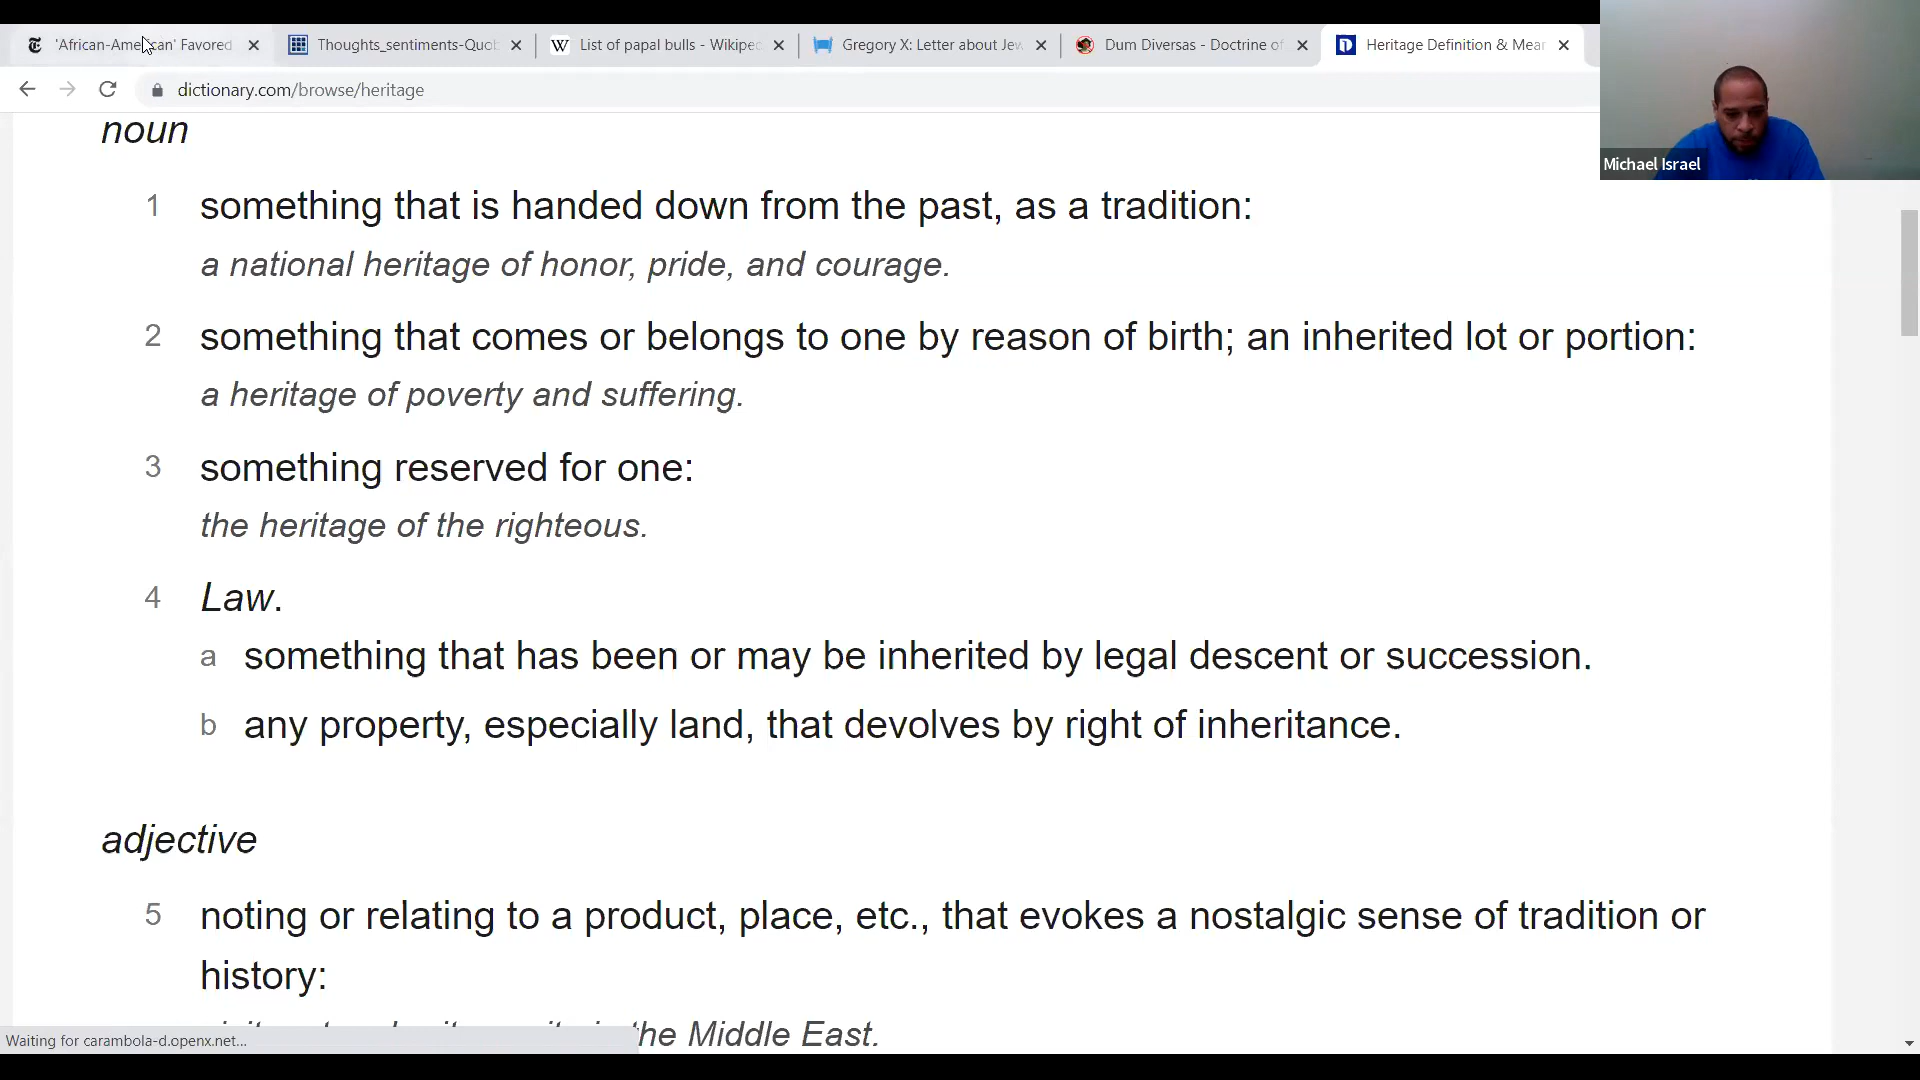 'African-American' Favored
Thoughts_sentiments-Quot
List of papal bulls - Wikipe
Gregory X: Letter about Jew
Dum Diversas - Doctrine of
Heritage Definition & Mear
dictionary.com/browse/heritage
Michael Israel
noun
1 something that is handed down from the past, as a tradition:
a national heritage of honor, pride, and courage.
2 something that comes or belongs to one by reason of birth; an inherited lot or portion:
a heritage of poverty and suffering.
3 something reserved for one:
the heritage of the righteous.
4 Law.
a something that has been or may be inherited by legal descent or succession.
b any property, especially land, that devolves by right of inheritance.
adjective
5 noting or relating to a product, place, etc., that evokes a nostalgic sense of tradition or
history:
the Middle East.
Waiting for carambola-d.openx.net...